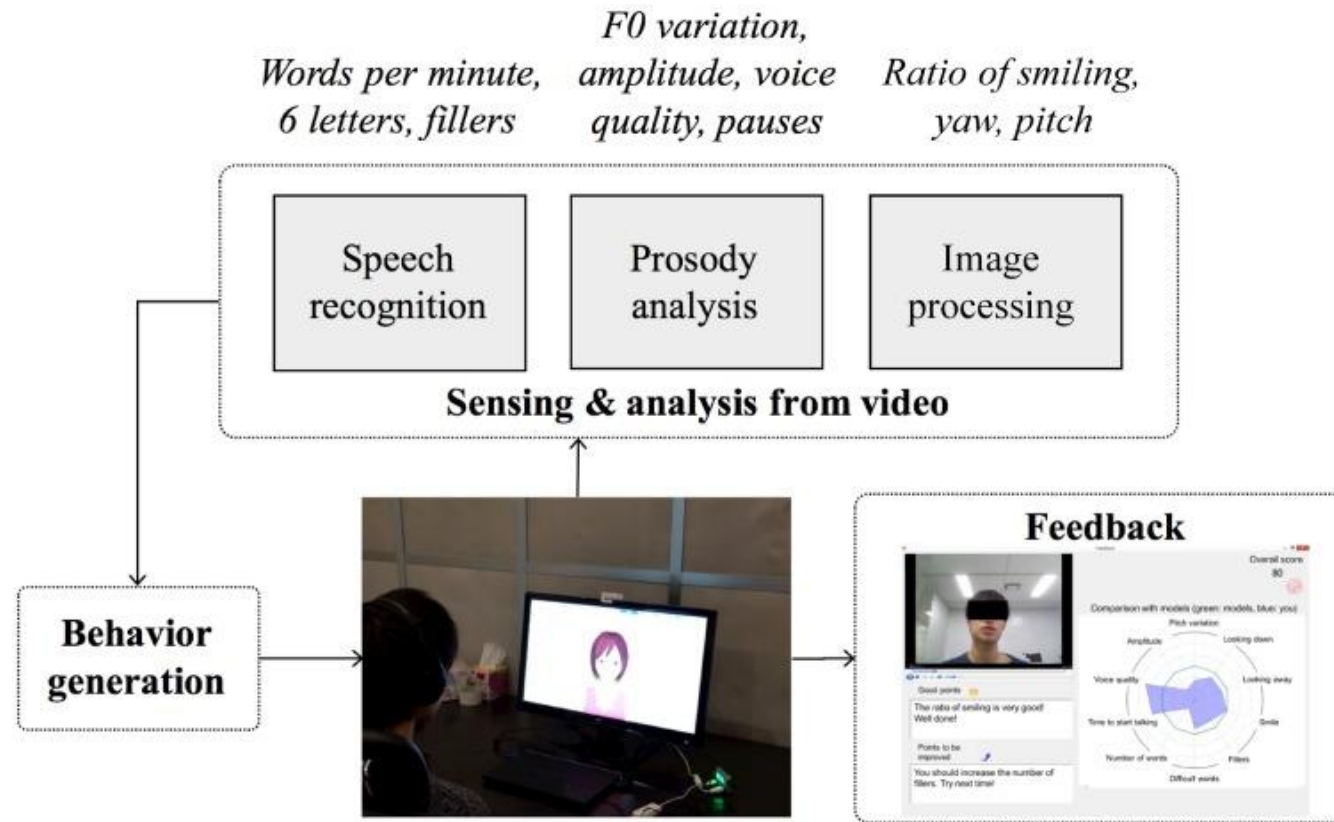 Words per minute,
6 letters, fillers
F0 variation,
amplitude, voice
quality, pauses
Ratio of smiling,
yaw, pitch
Speech
recognition
Prosody
analysis
Image
processing
Sensing & analysis from video
Behavior
generation
Feedback
Overall score
80
Comparison with models (green: models, blue: you)
Pitch variation
Amplitude
Looking down
Voice quality
Looking away
Time to start talking
Smile
Number of words
Fillers
Difficult words
Good points
The ratio of smiling is very good!
Well done!
Points to be
improved
You should increase the number of
fillers. Try next time!